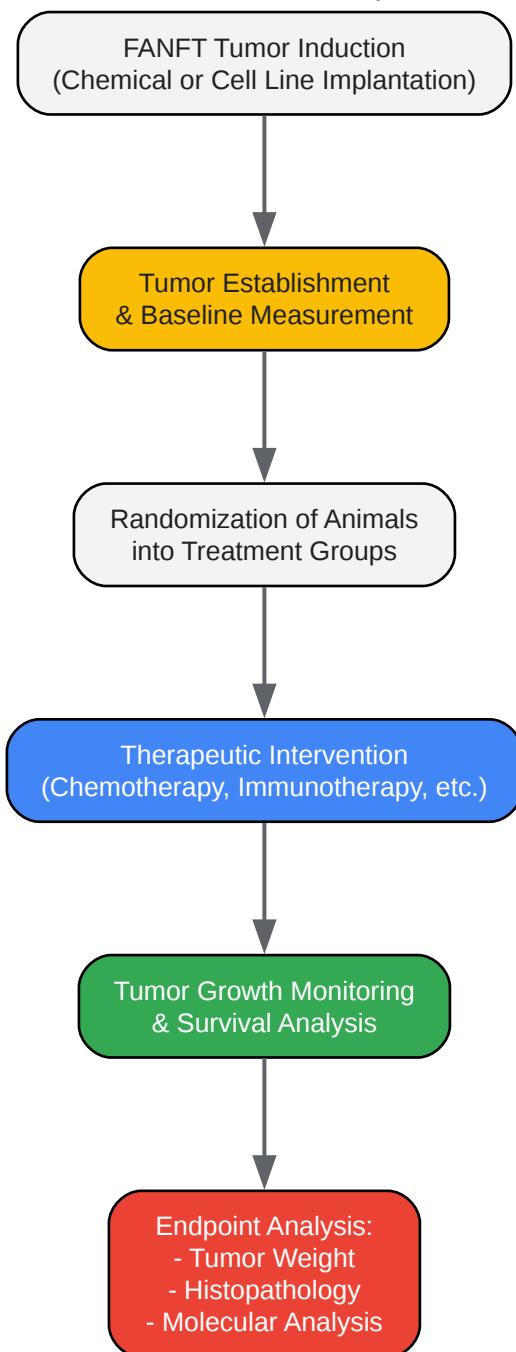 FANFT Tumor Induction
(Chemical or Cell Line Implantation)
Tumor Establishment
& Baseline Measurement
Randomization of Animals
into Treatment Groups
Therapeutic Intervention
(Chemotherapy, Immunotherapy, etc.)
Tumor Growth Monitoring
& Survival Analysis
Endpoint Analysis:
- Tumor Weight
- Histopathology
- Molecular Analysis